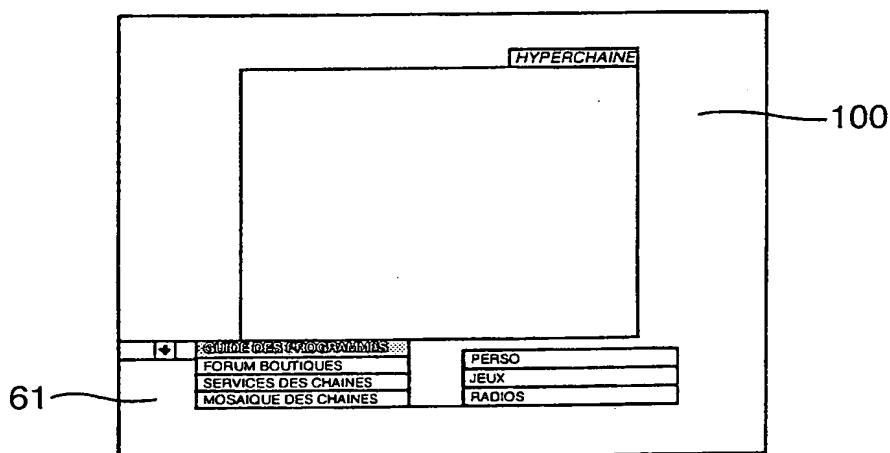 HYPERCHAINE
100
GUIDE DES PROGRAMMES
FORUM BOUTIQUES
SERVICES DES CHAINES
MOSAIQUE DES CHAINES
PERSO
JEUX
RADIOS
61